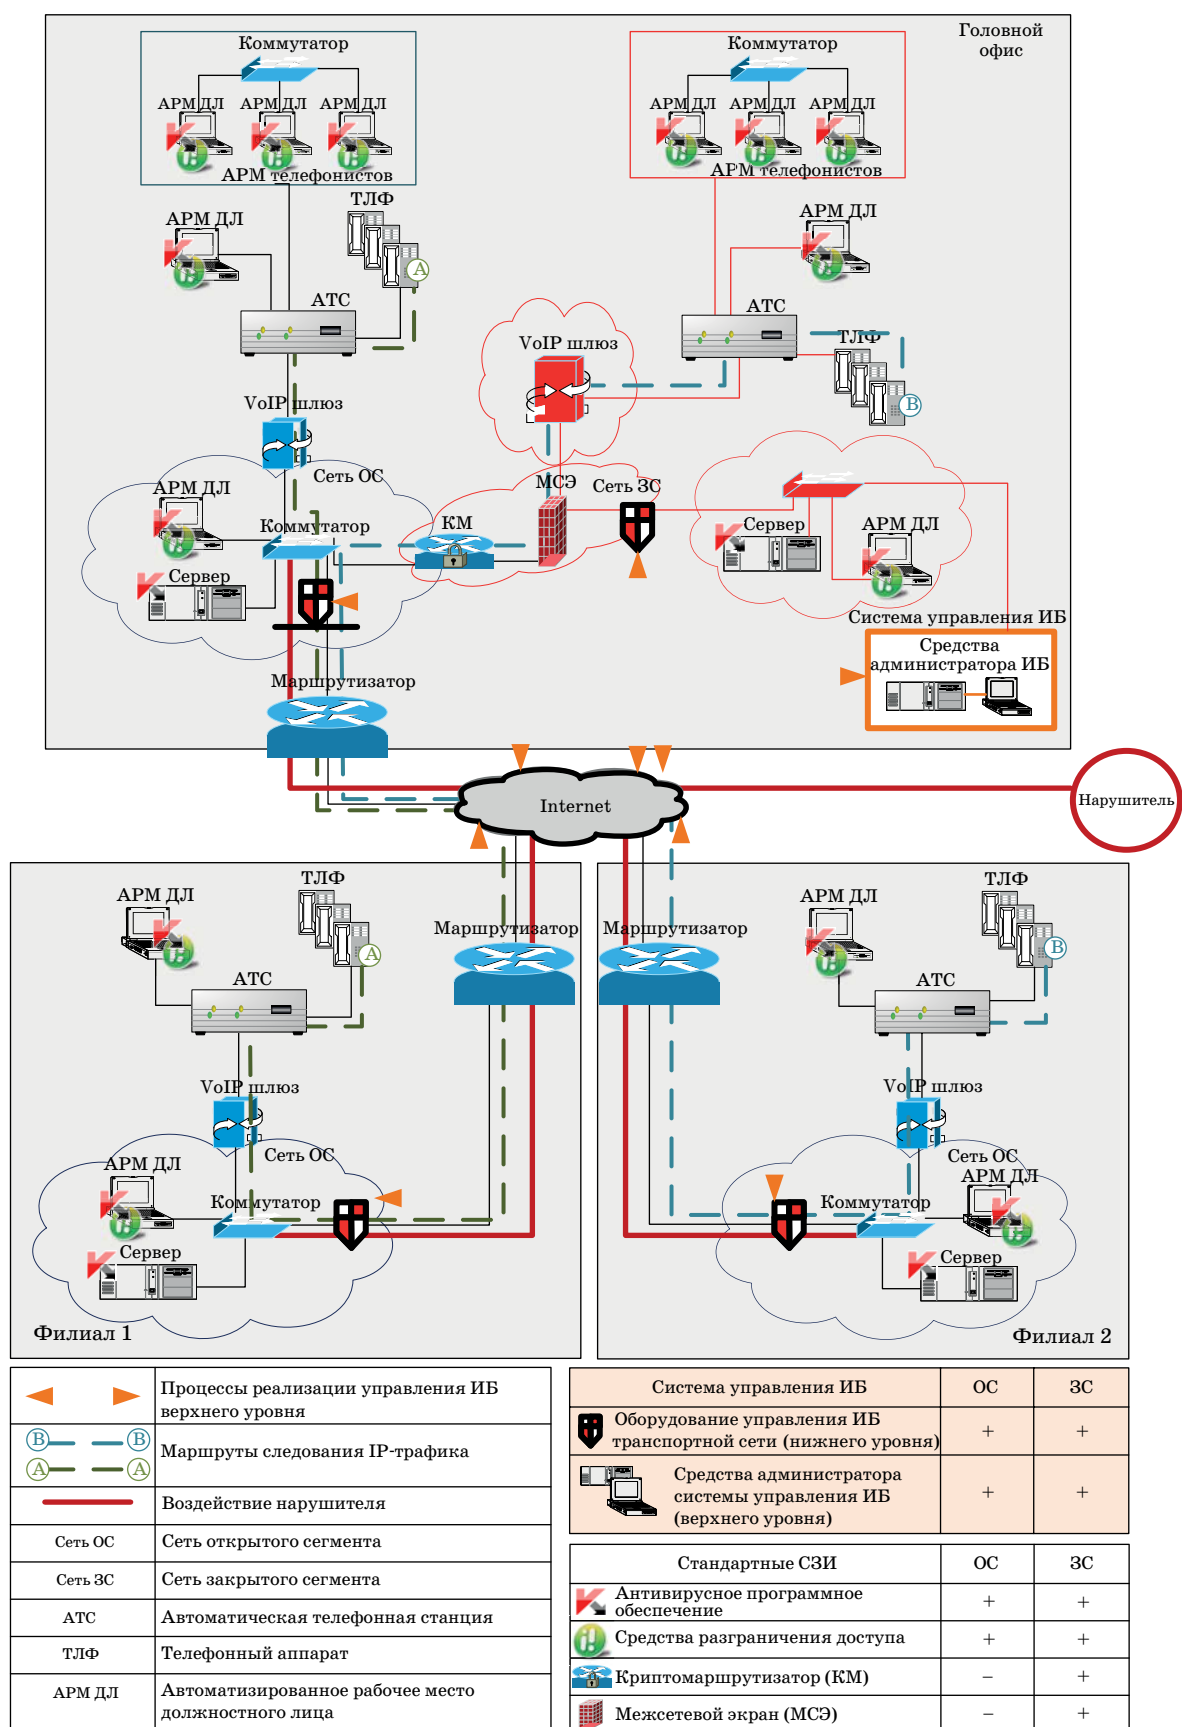 Головной
офис
Коммутатор
АРМ ДЛ АРМ ДЛ АРМ ДЛ
АРМ телефонистов
Коммутатор
АРМ ДЛ АРМ ДЛ АРМ ДЛ
АРМ телефонистов
ТЛФ
АРМ ДЛ
A
АТС
АРМ ДЛ
АТС
ТЛФ
B
VoIP шлюз
VoIP шлюз
Сеть ОС
АРМ ДЛ
Коммутатор
Сервер
КМ
МСЭ
Сеть ЗС
Сервер
АРМ ДЛ
Система управления ИБ
Средства
администратора ИБ
Маршрутизатор
Internet
Нарушитель
АРМ ДЛ
ТЛФ
A
АТС
Маршрутизатор
VoIP шлюз
Сеть ОС
АРМ ДЛ
Коммутатор
Сервер
Филиал 1
Маршрутизатор
АРМ ДЛ
ТЛФ
B
АТС
VoIP шлюз
Сеть ОС
АРМ ДЛ
Коммутатор
Сервер
Филиал 2
Процессы реализации управления ИБ
верхнего уровня
B B
A A
Маршруты следования IP-трафика
Воздействие нарушителя
Сеть ОС Сеть открытого сегмента
Сеть ЗС Сеть закрытого сегмента
АТС Автоматическая телефонная станция
ТЛФ Телефонный аппарат
АРМ ДЛ Автоматизированное рабочее место
должностного лица
Система управления ИБ ОС ЗС
Оборудование управления ИБ
транспортной сети (нижнего уровня) + +
Средства администратора
системы управления ИБ + +
(верхнего уровня)
Стандартные СЗИ ОС ЗС
Антивирусное программное
обеспечение + +
Средства разграничения доступа + +
Криптомаршрутизатор (КМ) – +
Межсетевой экран (МСЭ) – +